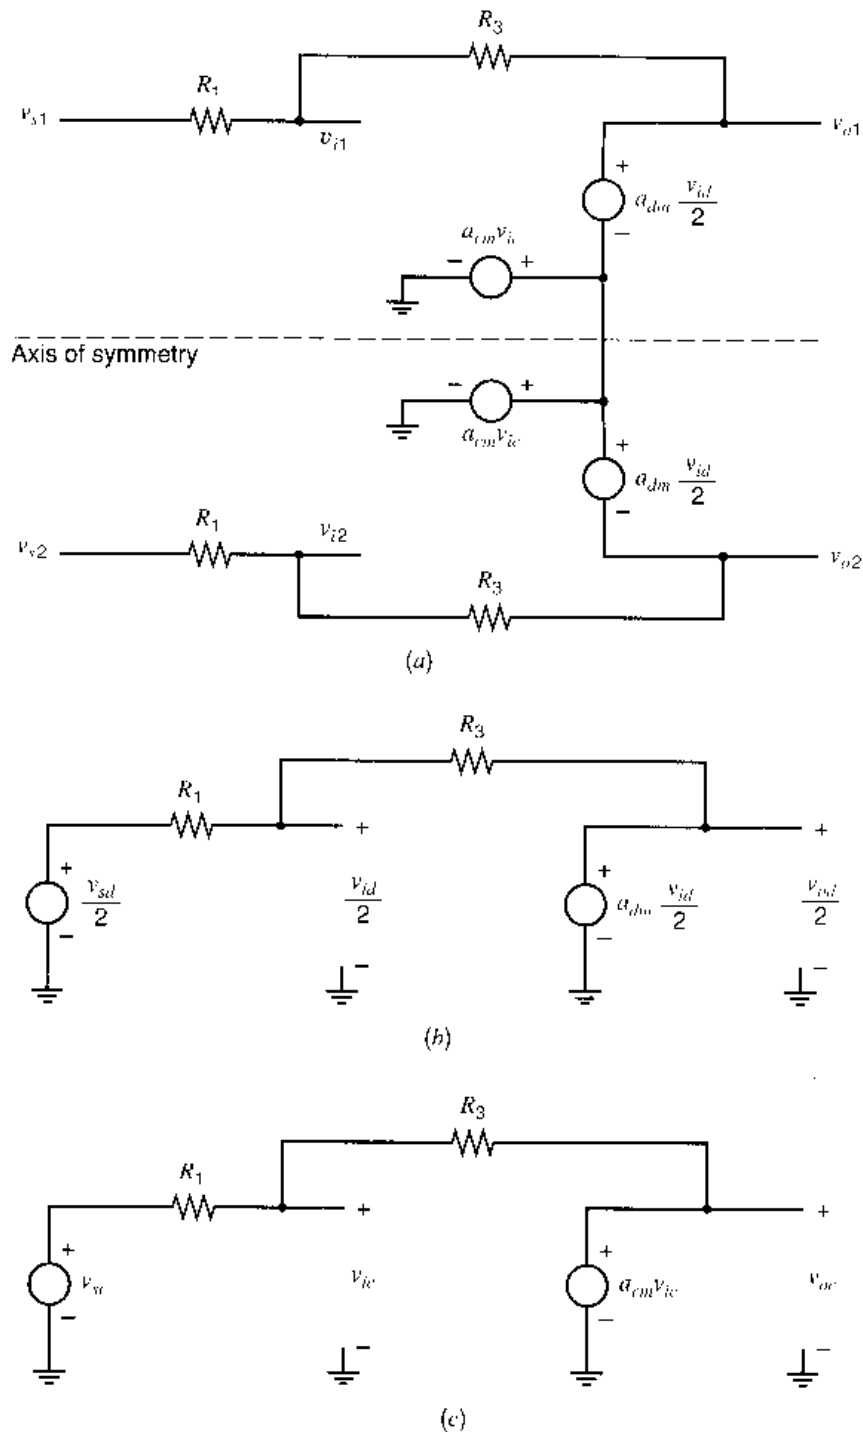 R3
R1
vs1
vi1
vo1
+
adm vid/2
−
acm vic
− +
Axis of symmetry
− +
acm vic
+
adm vid/2
−
R1
vs2
vi2
vo2
R3
(a)
R3
R1
+ +
+ vsd/2 vid/2 + adm vid/2 vod/2
− −
− −
(b)
R3
R1
+ +
+ vsc vic + acm vic voc
− −
− −
(c)